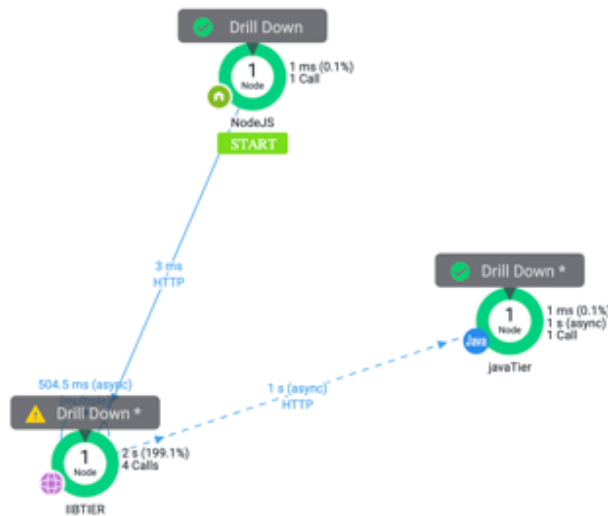 Drill Down
1
Node
1 ms (0.1%)
1 Call
NodeJS
START
3 ms
HTTP
Drill Down *
1
Node
1 ms (0.1%)
1 s (async)
1 Call
Java
javaTier
504.5 ms (async)
1 s (async)
HTTP
Drill Down *
1
Node
2 s (199.1%)
4 Calls
IIBTIER